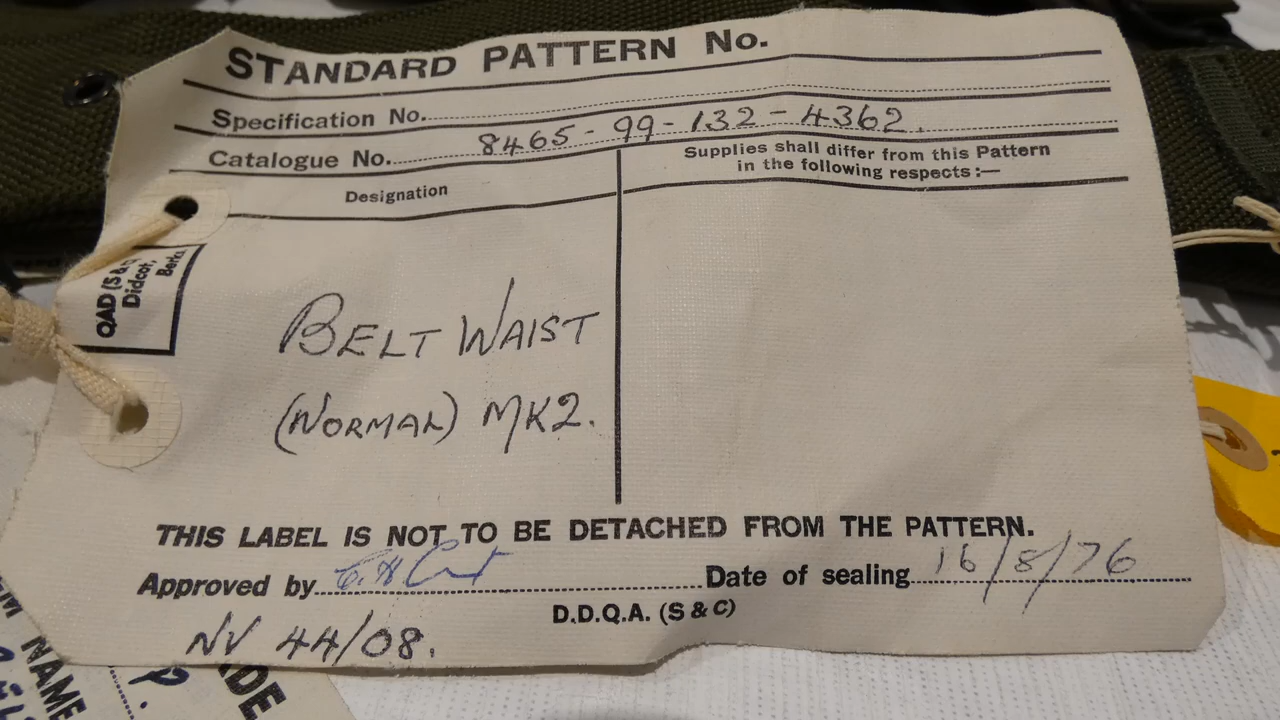 STANDARD PATTERN No.
Specification No.
8465-99-132-4362.
Catalogue No.
Supplies shall differ from this Pattern
in the following respects:—
Designation
QAD (S &
Didcot,
Berks
BELT WAIST
(NORMAL) MK2.
THIS LABEL IS NOT TO BE DETACHED FROM THE PATTERN.
Approved by
Date of sealing 16/8/76
D.D.Q.A. (S & C)
NV 44/08.
NAME